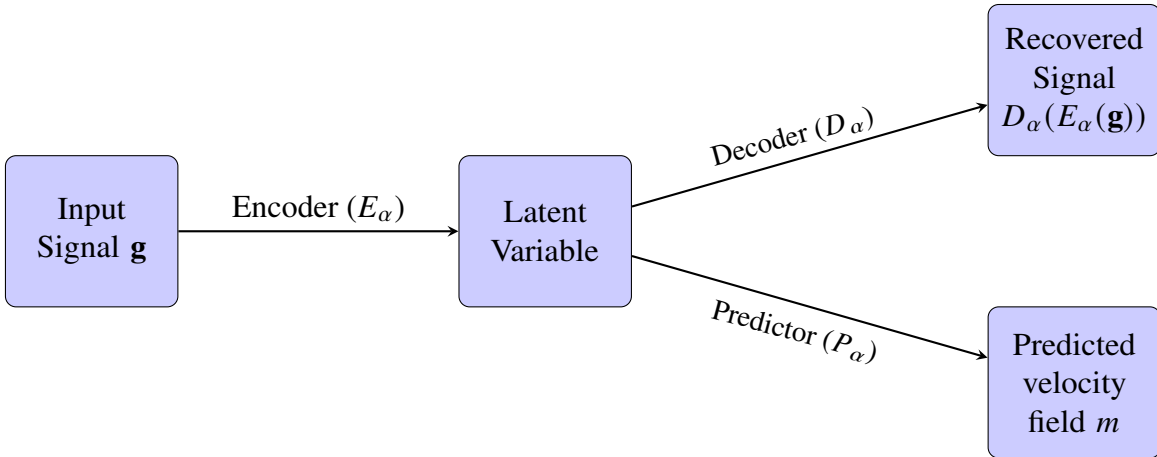 Input
Signal g
Encoder (E_α)
Latent
Variable
Decoder (D_α)
Recovered
Signal
D_α(E_α(g))
Predictor (P_α)
Predicted
velocity
field m